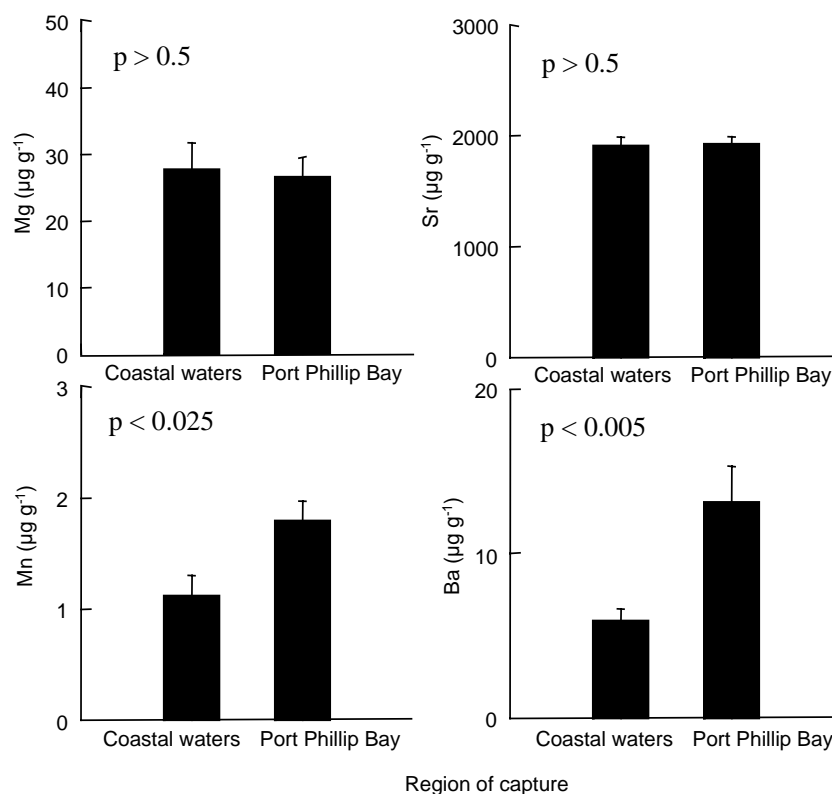 50
40
30
20
10
0
Mg (µg g-1)
p > 0.5
Coastal waters Port Phillip Bay
3000
2000
1000
0
Sr (µg g-1)
p > 0.5
Coastal waters Port Phillip Bay
3
2
1
0
Mn (µg g-1)
p < 0.025
Coastal waters Port Phillip Bay
20
10
0
Ba (µg g-1)
p < 0.005
Coastal waters Port Phillip Bay
Region of capture